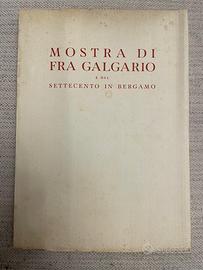 MOSTRA DI
FRA GALGARIO
E DEL
SETTECENTO IN BERGAMO